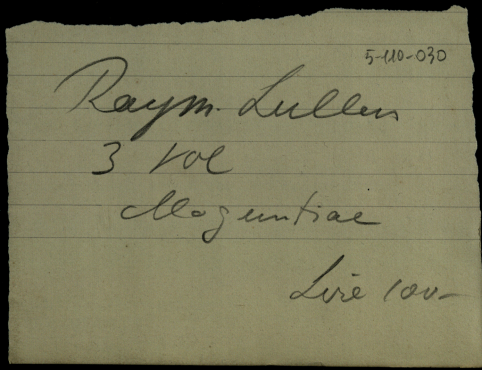 5-110-030
Raym. Lullus
3 Vol
Moguntiae
Lire 100-